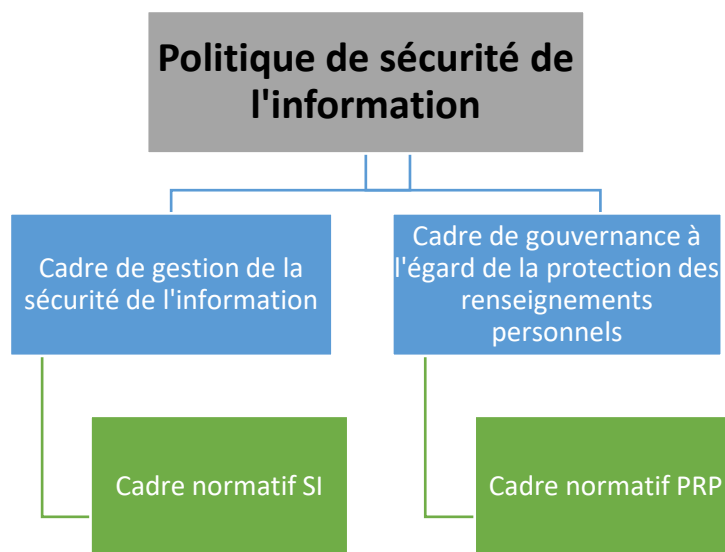 Politique de sécurité de
l'information
Cadre de gestion de la
sécurité de l'information
Cadre de gouvernance à
l'égard de la protection des
renseignements
personnels
Cadre normatif SI
Cadre normatif PRP